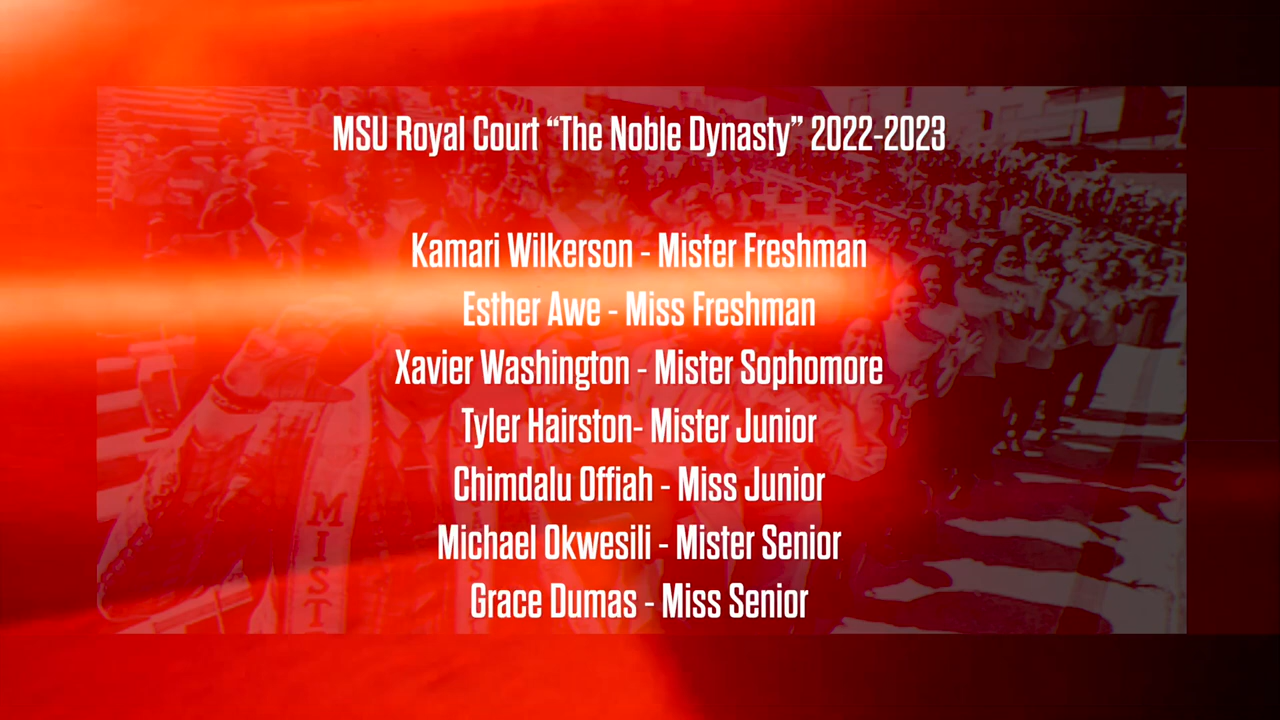 MSU Royal Court “The Noble Dynasty” 2022-2023
Kamari Wilkerson - Mister Freshman
Esther Awe - Miss Freshman
Xavier Washington - Mister Sophomore
Tyler Hairston- Mister Junior
Chimdalu Offiah - Miss Junior
Michael Okwesili - Mister Senior
Grace Dumas - Miss Senior
MIST